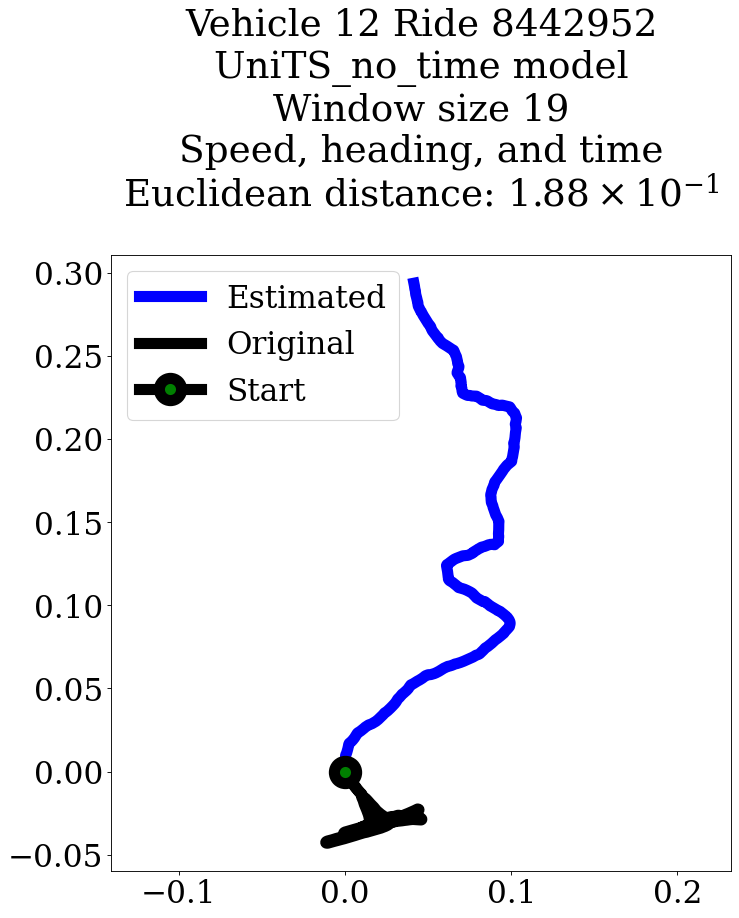 Vehicle 12 Ride 8442952
UniTS_no_time model
Window size 19
Speed, heading, and time
Euclidean distance: 1.88 × 10⁻¹
0.30
0.25
0.20
0.15
0.10
0.05
0.00
−0.05
Estimated
Original
Start
−0.1
0.0
0.1
0.2